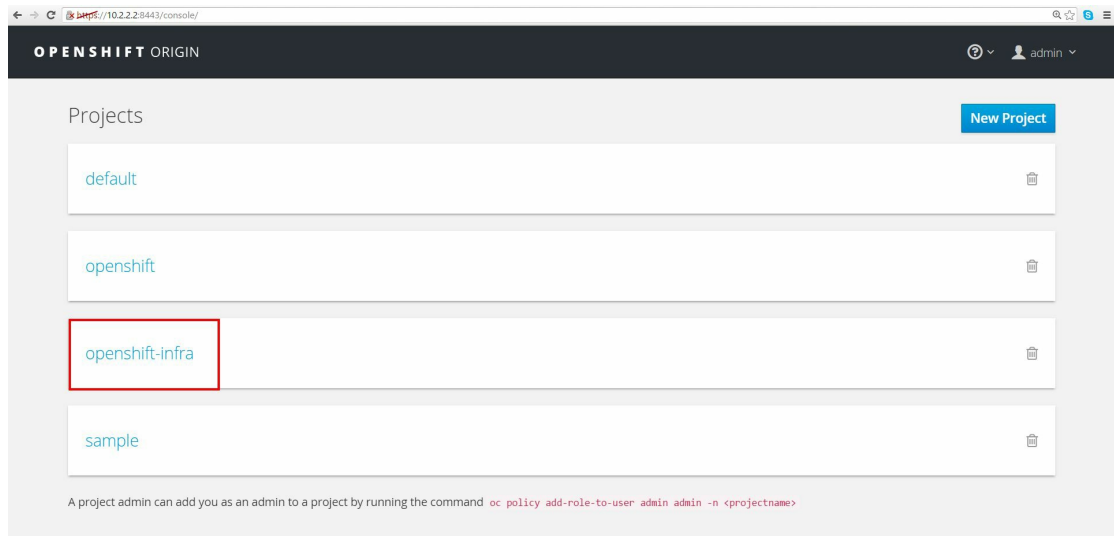 https://10.2.2.2:8443/console/
OPENSHIFT ORIGIN
admin
Projects
New Project
default
openshift
openshift-infra
sample
A project admin can add you as an admin to a project by running the command oc policy add-role-to-user admin admin -n <projectname>